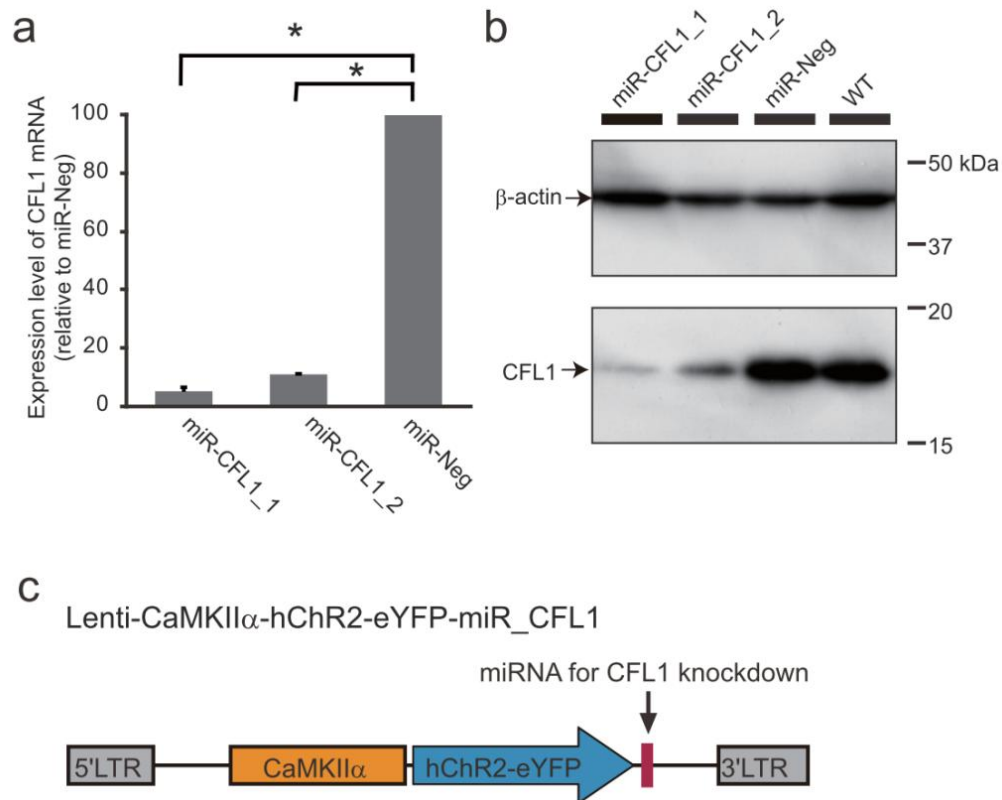 a
*
*
Expression level of CFL1 mRNA
(relative to miR-Neg)
100
80
60
40
20
0
miR-CFL1_1
miR-CFL1_2
miR-Neg
b
miR-CFL1_1
miR-CFL1_2
miR-Neg
WT
β-actin
50 kDa
37
CFL1
20
15
c
Lenti-CaMKIIα-hChR2-eYFP-miR_CFL1
miRNA for CFL1 knockdown
5'LTR
CaMKIIα
hChR2-eYFP
3'LTR